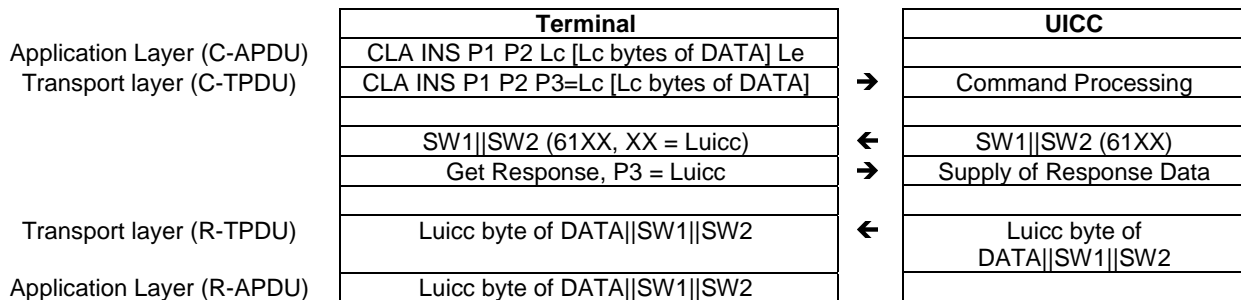 Terminal UICC
Application Layer (C-APDU) CLA INS P1 P2 Lc [Lc bytes of DATA] Le
Transport layer (C-TPDU) CLA INS P1 P2 P3=Lc [Lc bytes of DATA] → Command Processing
SW1||SW2 (61XX, XX = Luicc) ← SW1||SW2 (61XX)
Get Response, P3 = Luicc → Supply of Response Data
Transport layer (R-TPDU) Luicc byte of DATA||SW1||SW2 ← Luicc byte of
DATA||SW1||SW2
Application Layer (R-APDU) Luicc byte of DATA||SW1||SW2